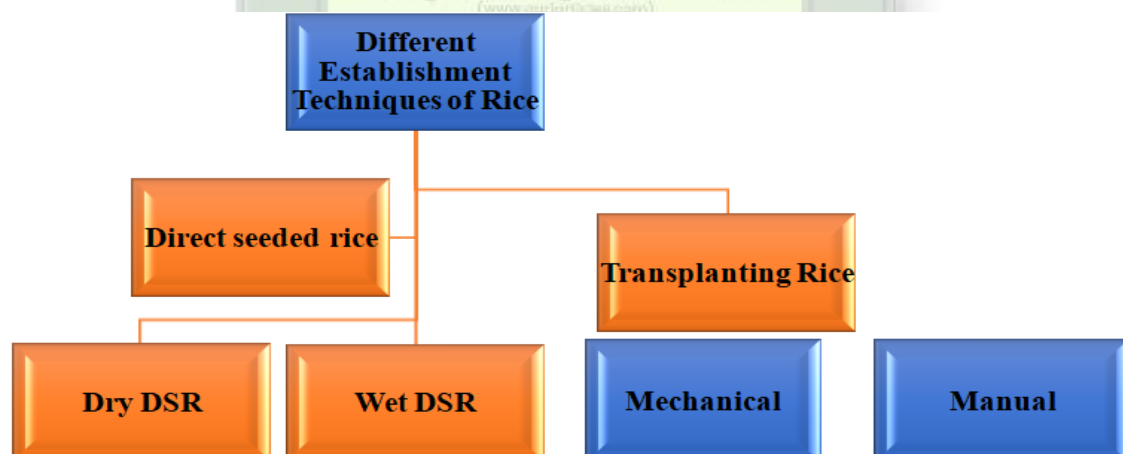 Different
Establishment
Techniques of Rice
Direct seeded rice
Transplanting Rice
Dry DSR
Wet DSR
Mechanical
Manual